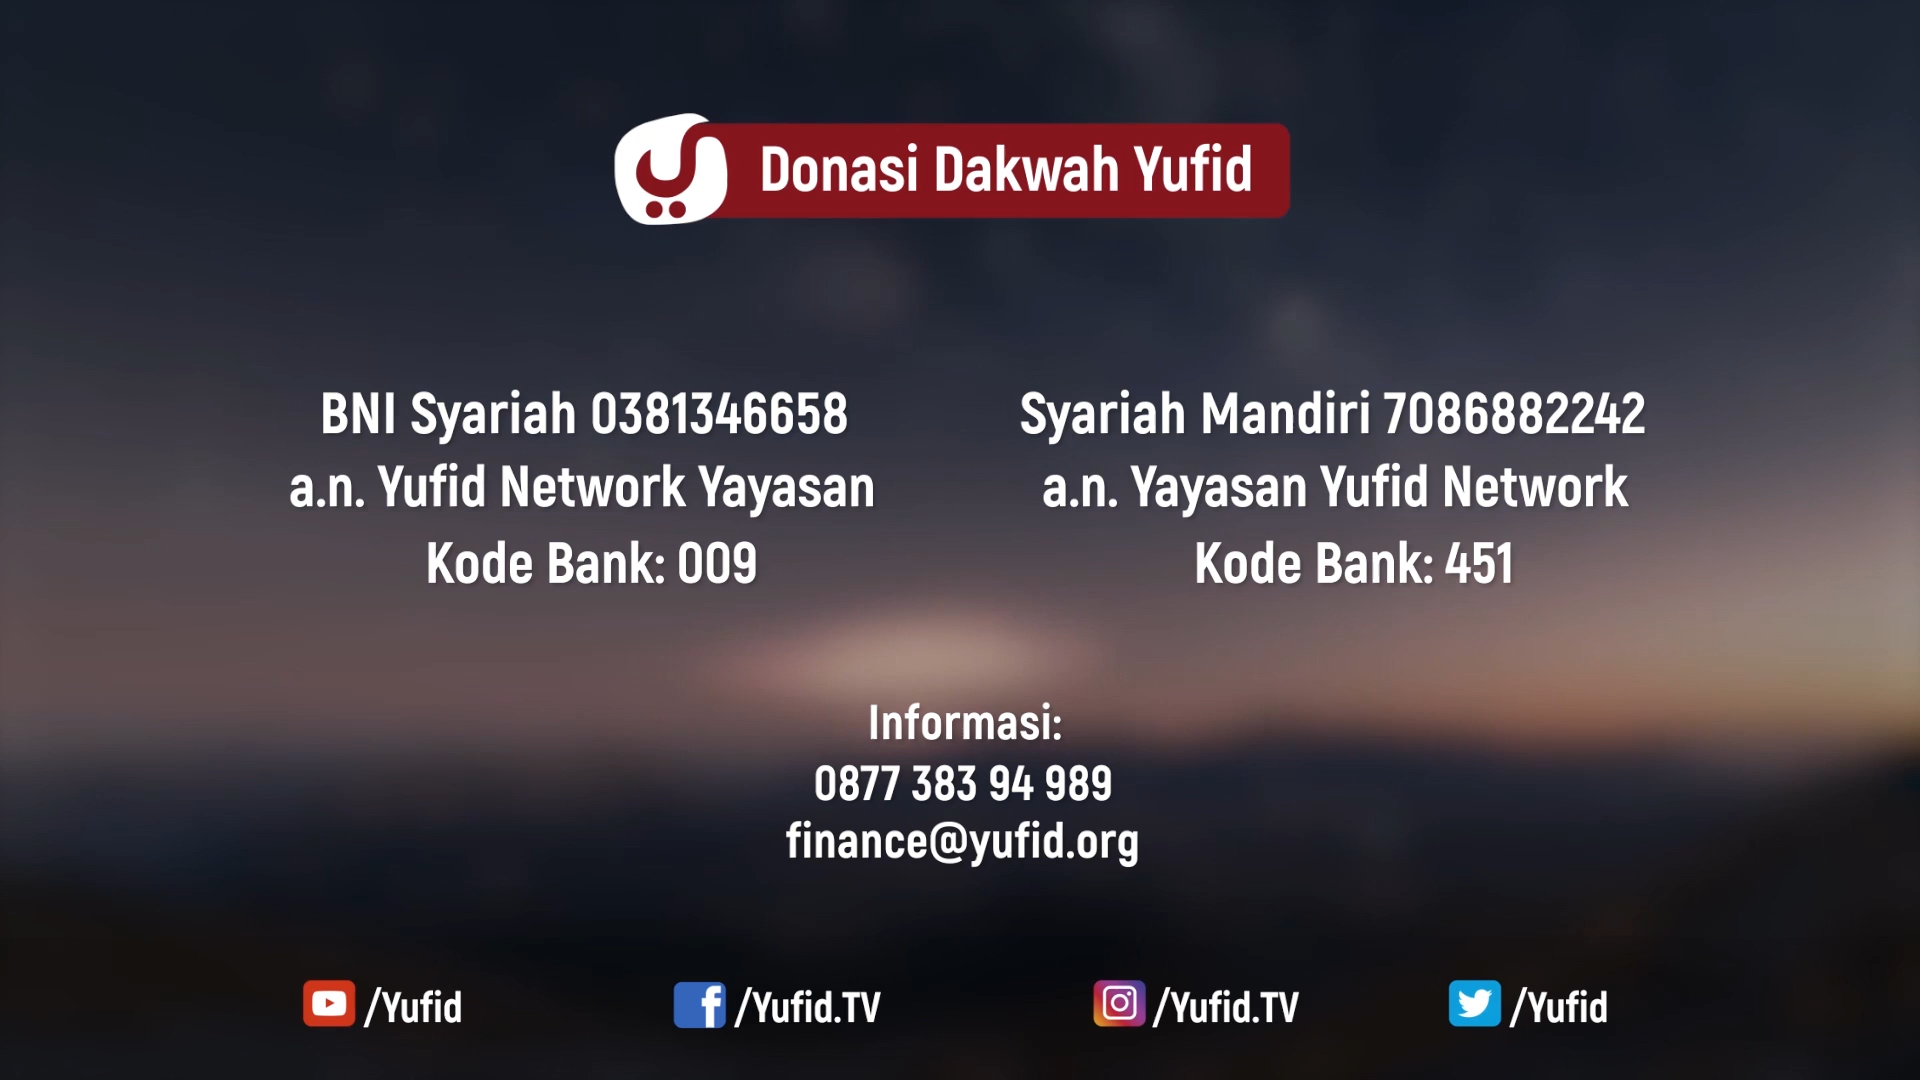 Donasi Dakwah Yufid
BNI Syariah 0381346658
a.n. Yufid Network Yayasan
Kode Bank: 009
Syariah Mandiri 7086882242
a.n. Yayasan Yufid Network
Kode Bank: 451
Informasi:
0877 383 94 989
finance@yufid.org
/Yufid
/Yufid.TV
/Yufid.TV
/Yufid